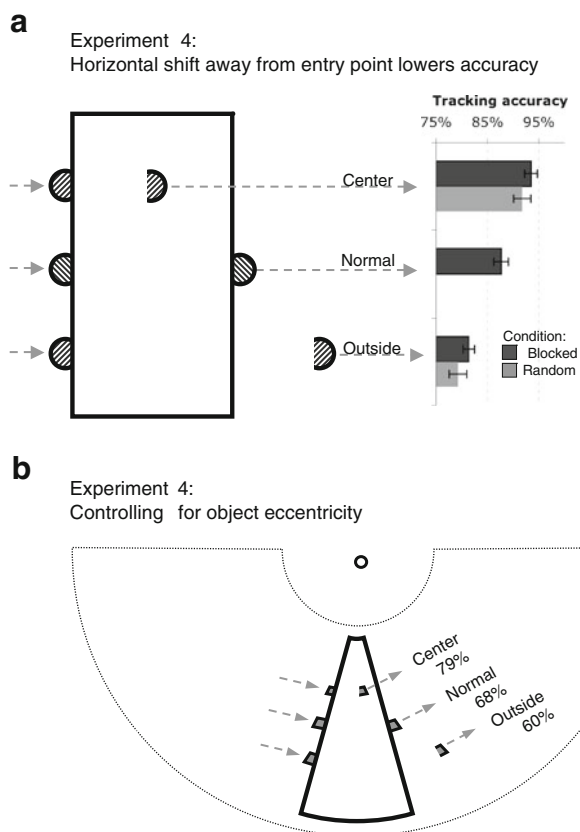 a
Experiment 4:
Horizontal shift away from entry point lowers accuracy
Tracking accuracy
75% 85% 95%
Center
Normal
Outside
Condition:
Blocked
Random
b
Experiment 4:
Controlling for object eccentricity
Center
79%
Normal
68%
Outside
60%